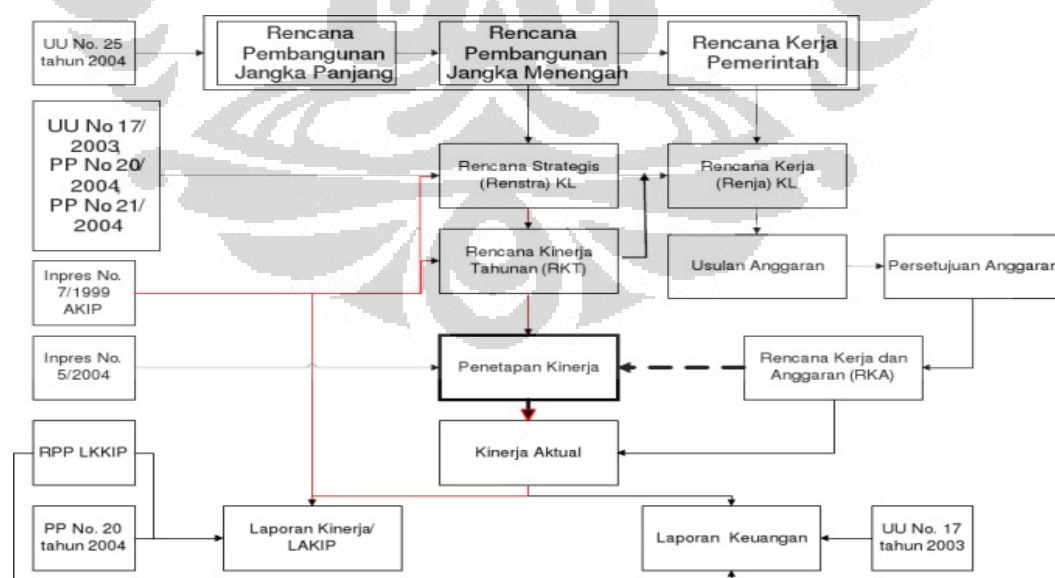 UU No. 25
tahun 2004
Rencana
Pembangunan
Jangka Panjang
Rencana
Pembangunan
Jangka Menengah
Rencana Kerja
Pemerintah
UU No 17/
2003,
PP No 20/
2004,
PP No 21/
2004
Rencana Strategis
(Renstra) KL
Rencana Kerja
(Renja) KL
Rencana Kinerja
Tahunan (RKT)
Usulan Anggaran
Persetujuan Anggaran
Inpres No.
7/1999
AKIP
Inpres No.
5/2004
Penetapan Kinerja
Rencana Kerja dan
Anggaran (RKA)
RPP LKKIP
Kinerja Aktual
PP No. 20
tahun 2004
Laporan Kinerja/
LAKIP
Laporan Keuangan
UU No. 17
tahun 2003